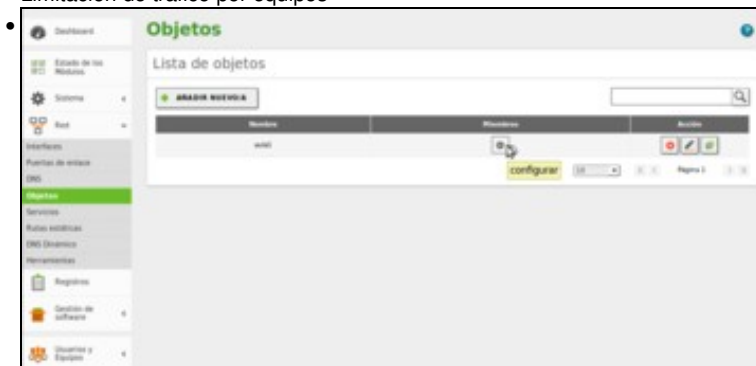 Limitación de tráfico por equipos
Dashboard
Estado de los
Módulos
Sistema
Red
Interfaces
Puertas de enlace
DNS
Objetos
Servicios
Rutas estáticas
DNS Dinámico
Herramientas
Registros
Gestión de
software
Usuarios y
Equipos
Objetos
Lista de objetos
AÑADIR NUEVO/A
Nombre Miembros Acción
configurar
10 Página 1